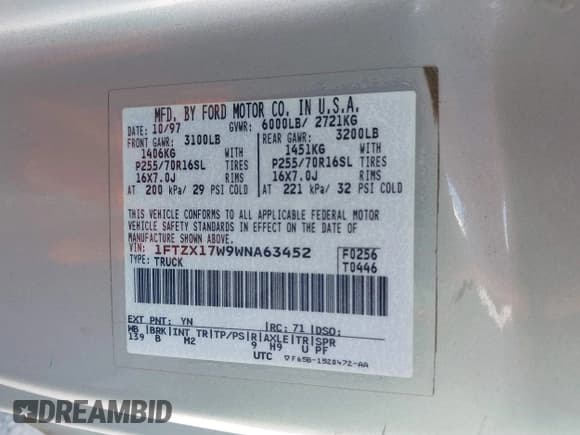 MFD. BY FORD MOTOR CO. IN U.S.A.
DATE: 10/97 GVWR: 6000LB/ 2721KG
FRONT GAWR: 3100LB REAR GAWR: 3200LB
1406KG WITH 1451KG WITH
P255/70R16SL TIRES P255/70R16SL TIRES
16X7.0J RIMS 16X7.0J RIMS
AT 200 kPa/ 29 PSI COLD AT 221 kPa/ 32 PSI COLD
THIS VEHICLE CONFORMS TO ALL APPLICABLE FEDERAL MOTOR
VEHICLE SAFETY STANDARDS IN EFFECT ON THE DATE OF
MANUFACTURE SHOWN ABOVE.
VIN: 1FTZX17W9WNA63452 F0256
TYPE: TRUCK T0446
EXT PNT: YN RC: 71 DSO:
WB BRK INT TR TP/PS R AXLE TR SPR
139 B M2 9 H9 U PF
UTC F65B-1520472-AA
DREAMBID